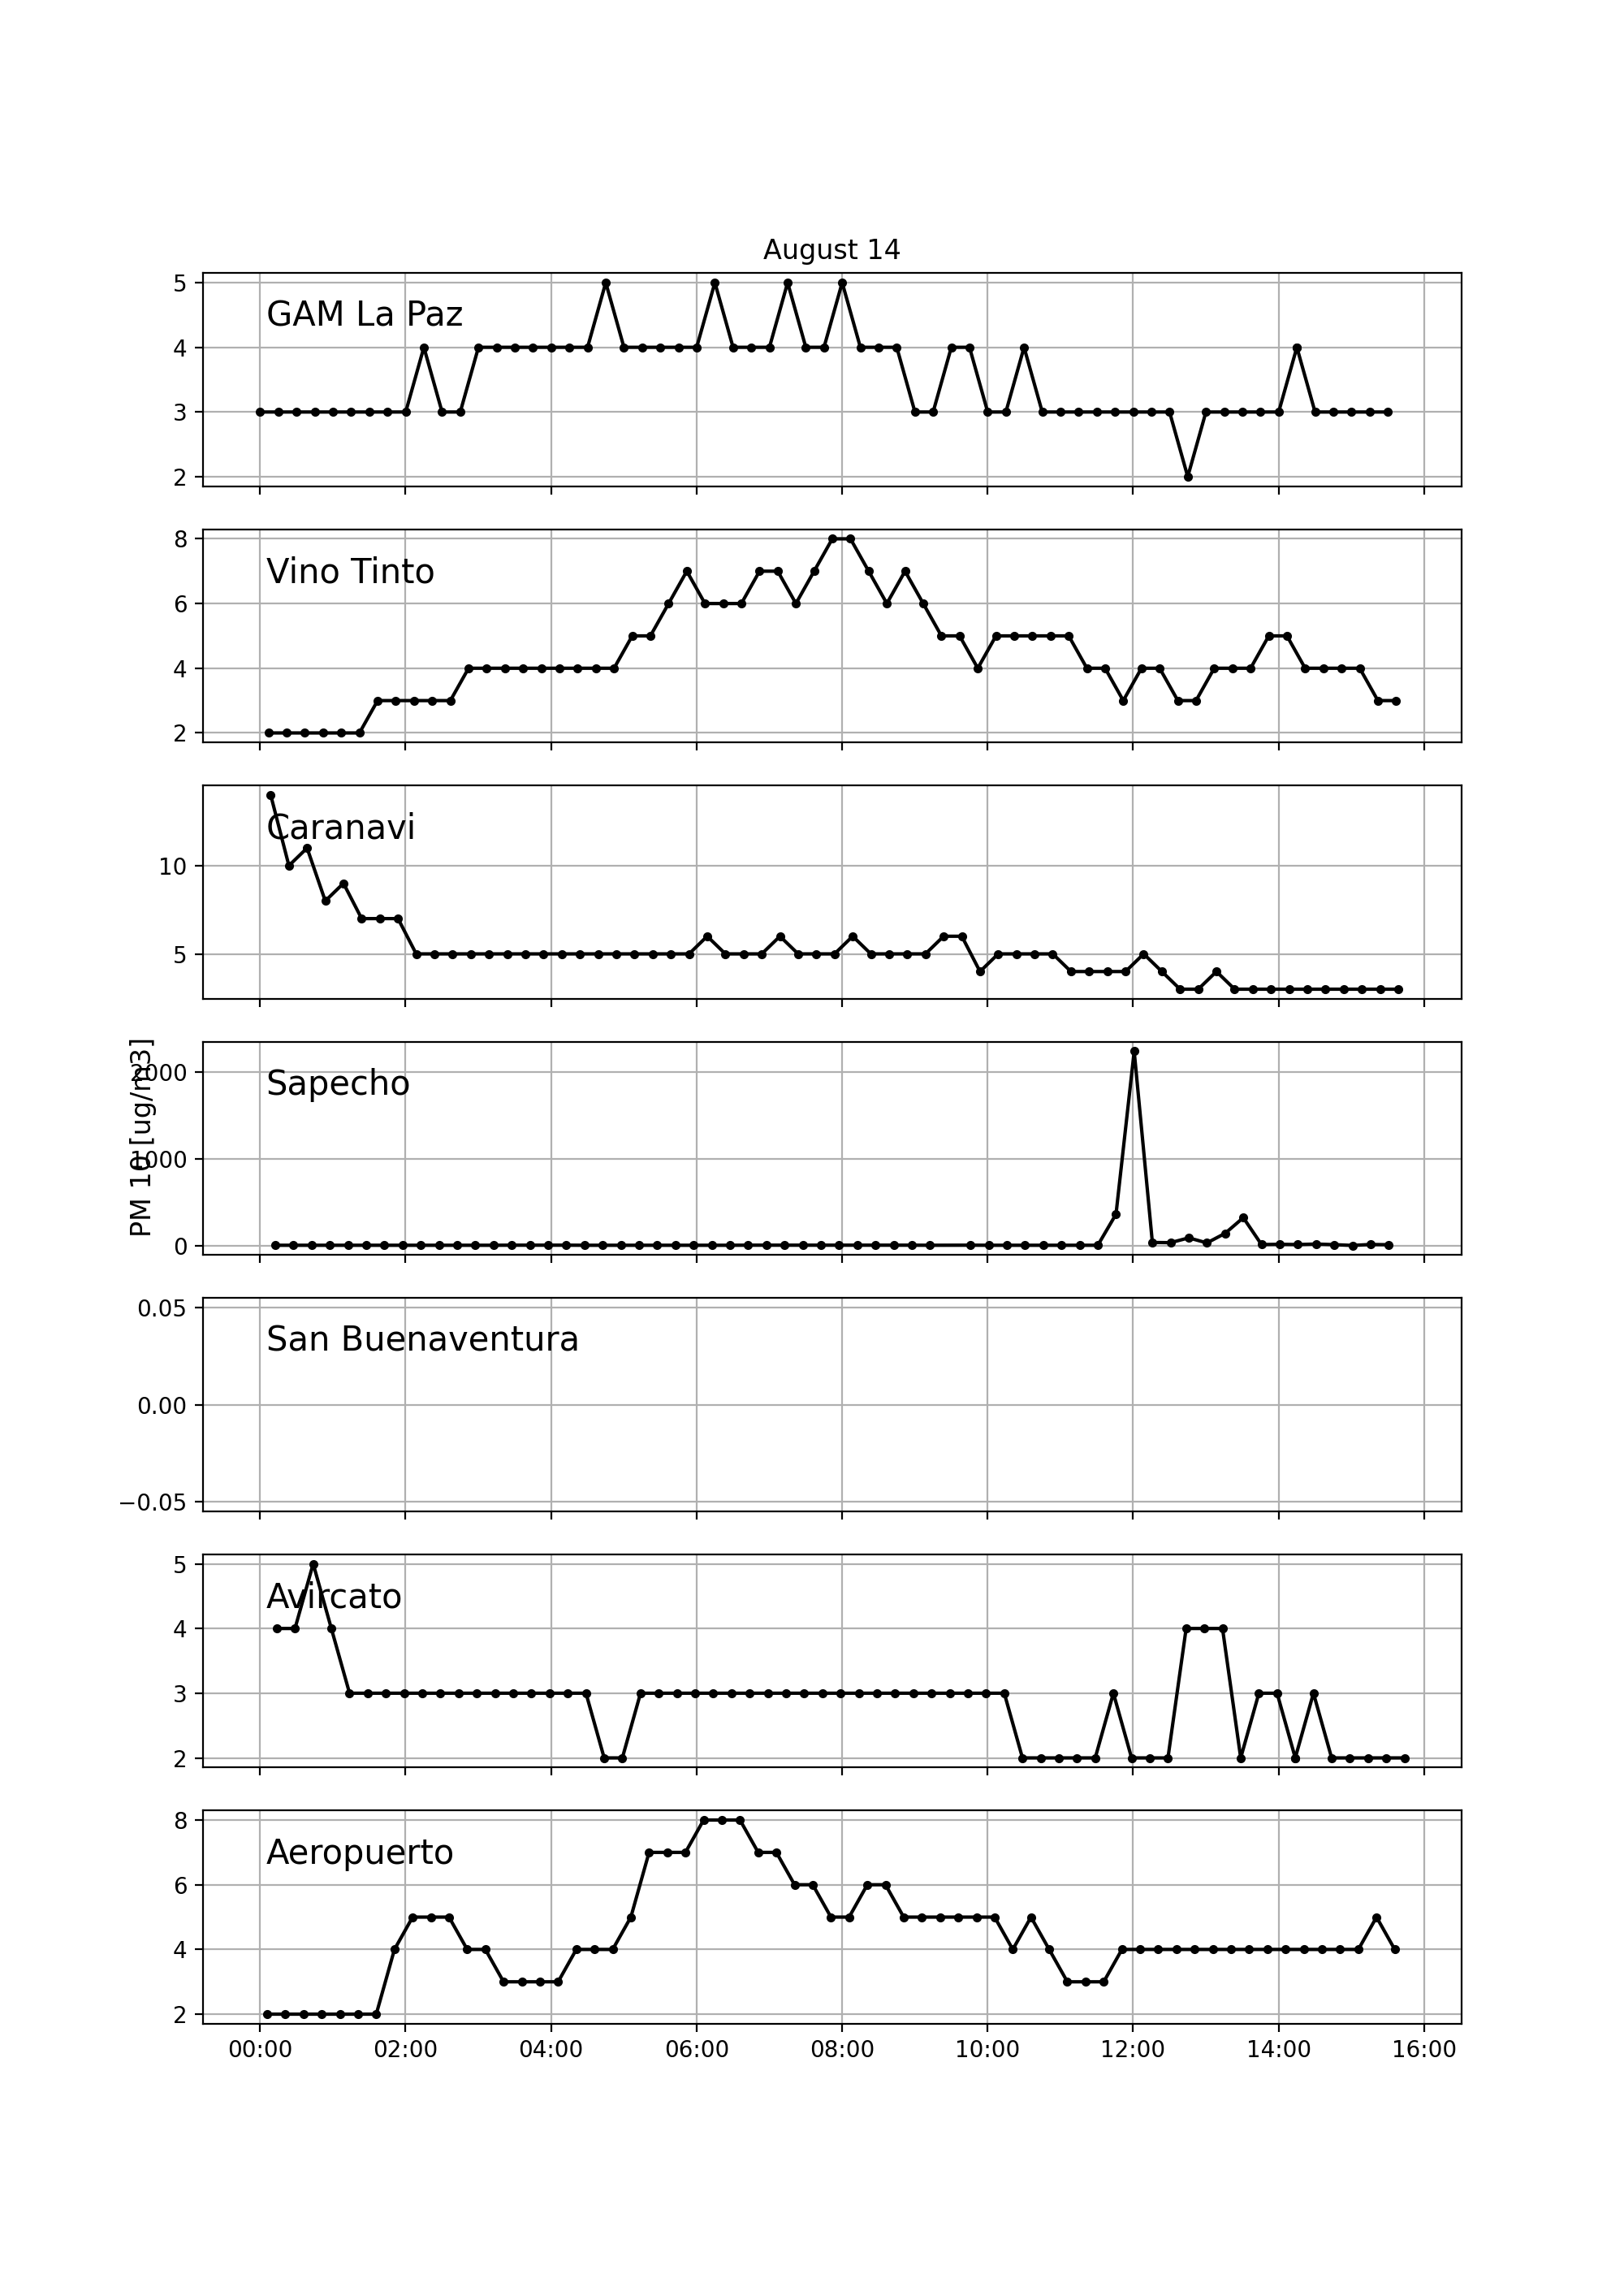 August 14
5
GAM La Paz
4
3
2
8
Vino Tinto
6
4
2
Caranavi
10
5
PM 10 [ug/m3]
2000
Sapecho
1000
0
0.05
San Buenaventura
0.00
−0.05
5
Avircato
4
3
2
8
Aeropuerto
6
4
2
00:00 02:00 04:00 06:00 08:00 10:00 12:00 14:00 16:00